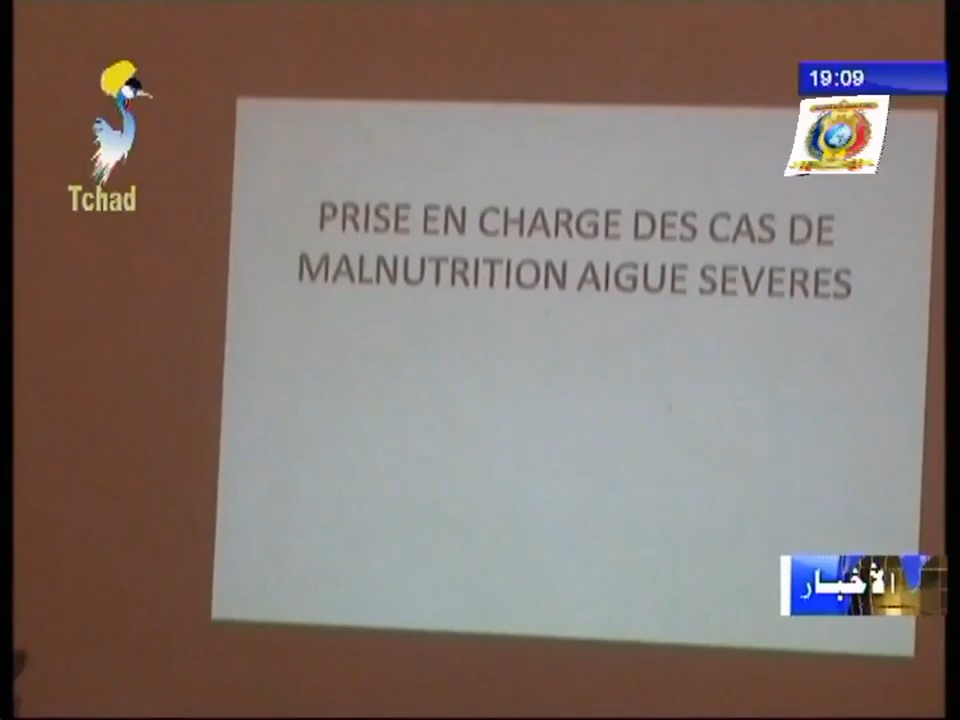 19:09
Tchad
PRISE EN CHARGE DES CAS DE
MALNUTRITION AIGUE SEVERES
الأخبار